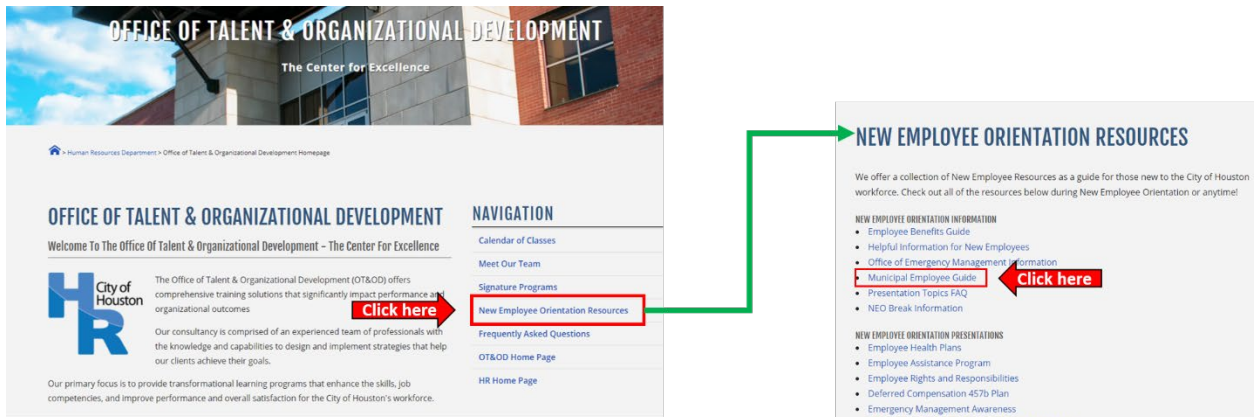 OFFICE OF TALENT & ORGANIZATIONAL DEVELOPMENT
The Center for Excellence
> Human Resources Department > Office of Talent & Organizational Development Homepage
OFFICE OF TALENT & ORGANIZATIONAL DEVELOPMENT
Welcome To The Office Of Talent & Organizational Development – The Center For Excellence
City of
Houston
HR
The Office of Talent & Organizational Development (OT&OD) offers
comprehensive training solutions that significantly impact performance and
organizational outcomes
Our consultancy is comprised of an experienced team of professionals with
the knowledge and capabilities to design and implement strategies that help
our clients achieve their goals.
Our primary focus is to provide transformational learning programs that enhance the skills, job
competencies, and improve performance and overall satisfaction for the City of Houston's workforce.
NAVIGATION
Calendar of Classes
Meet Our Team
Signature Programs
Click here
New Employee Orientation Resources
Frequently Asked Questions
OT&OD Home Page
HR Home Page
NEW EMPLOYEE ORIENTATION RESOURCES
We offer a collection of New Employee Resources as a guide for those new to the City of Houston
workforce. Check out all of the resources below during New Employee Orientation or anytime!
NEW EMPLOYEE ORIENTATION INFORMATION
• Employee Benefits Guide
• Helpful Information for New Employees
• Office of Emergency Management Information
• Municipal Employee Guide
Click here
• Presentation Topics FAQ
• NEO Break Information
NEW EMPLOYEE ORIENTATION PRESENTATIONS
• Employee Health Plans
• Employee Assistance Program
• Employee Rights and Responsibilities
• Deferred Compensation 457b Plan
• Emergency Management Awareness